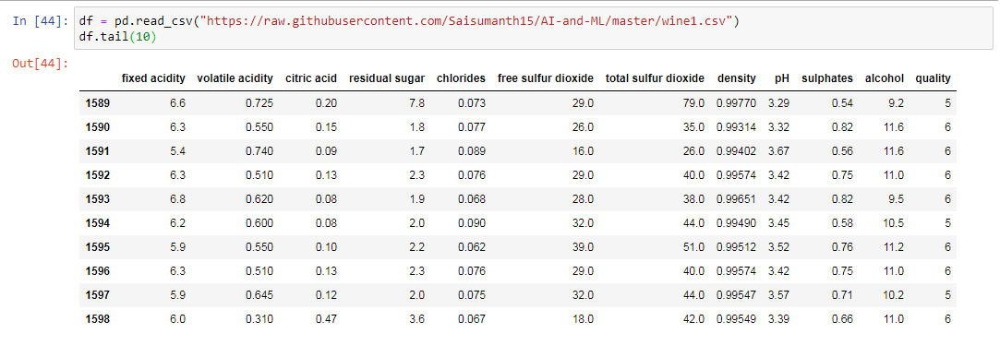 In [44]: df = pd.read_csv("https://raw.githubusercontent.com/Saisumanth15/AI-and-ML/master/wine1.csv")
df.tail(10)
Out[44]:
fixed acidity volatile acidity citric acid residual sugar chlorides free sulfur dioxide total sulfur dioxide density pH sulphates alcohol quality
1589 6.6 0.725 0.20 7.8 0.073 29.0 79.0 0.99770 3.29 0.54 9.2 5
1590 6.3 0.550 0.15 1.8 0.077 26.0 35.0 0.99314 3.32 0.82 11.6 6
1591 5.4 0.740 0.09 1.7 0.089 16.0 26.0 0.99402 3.67 0.56 11.6 6
1592 6.3 0.510 0.13 2.3 0.076 29.0 40.0 0.99574 3.42 0.75 11.0 6
1593 6.8 0.620 0.08 1.9 0.068 28.0 38.0 0.99651 3.42 0.82 9.5 6
1594 6.2 0.600 0.08 2.0 0.090 32.0 44.0 0.99490 3.45 0.58 10.5 5
1595 5.9 0.550 0.10 2.2 0.062 39.0 51.0 0.99512 3.52 0.76 11.2 6
1596 6.3 0.510 0.13 2.3 0.076 29.0 40.0 0.99574 3.42 0.75 11.0 6
1597 5.9 0.645 0.12 2.0 0.075 32.0 44.0 0.99547 3.57 0.71 10.2 5
1598 6.0 0.310 0.47 3.6 0.067 18.0 42.0 0.99549 3.39 0.66 11.0 6